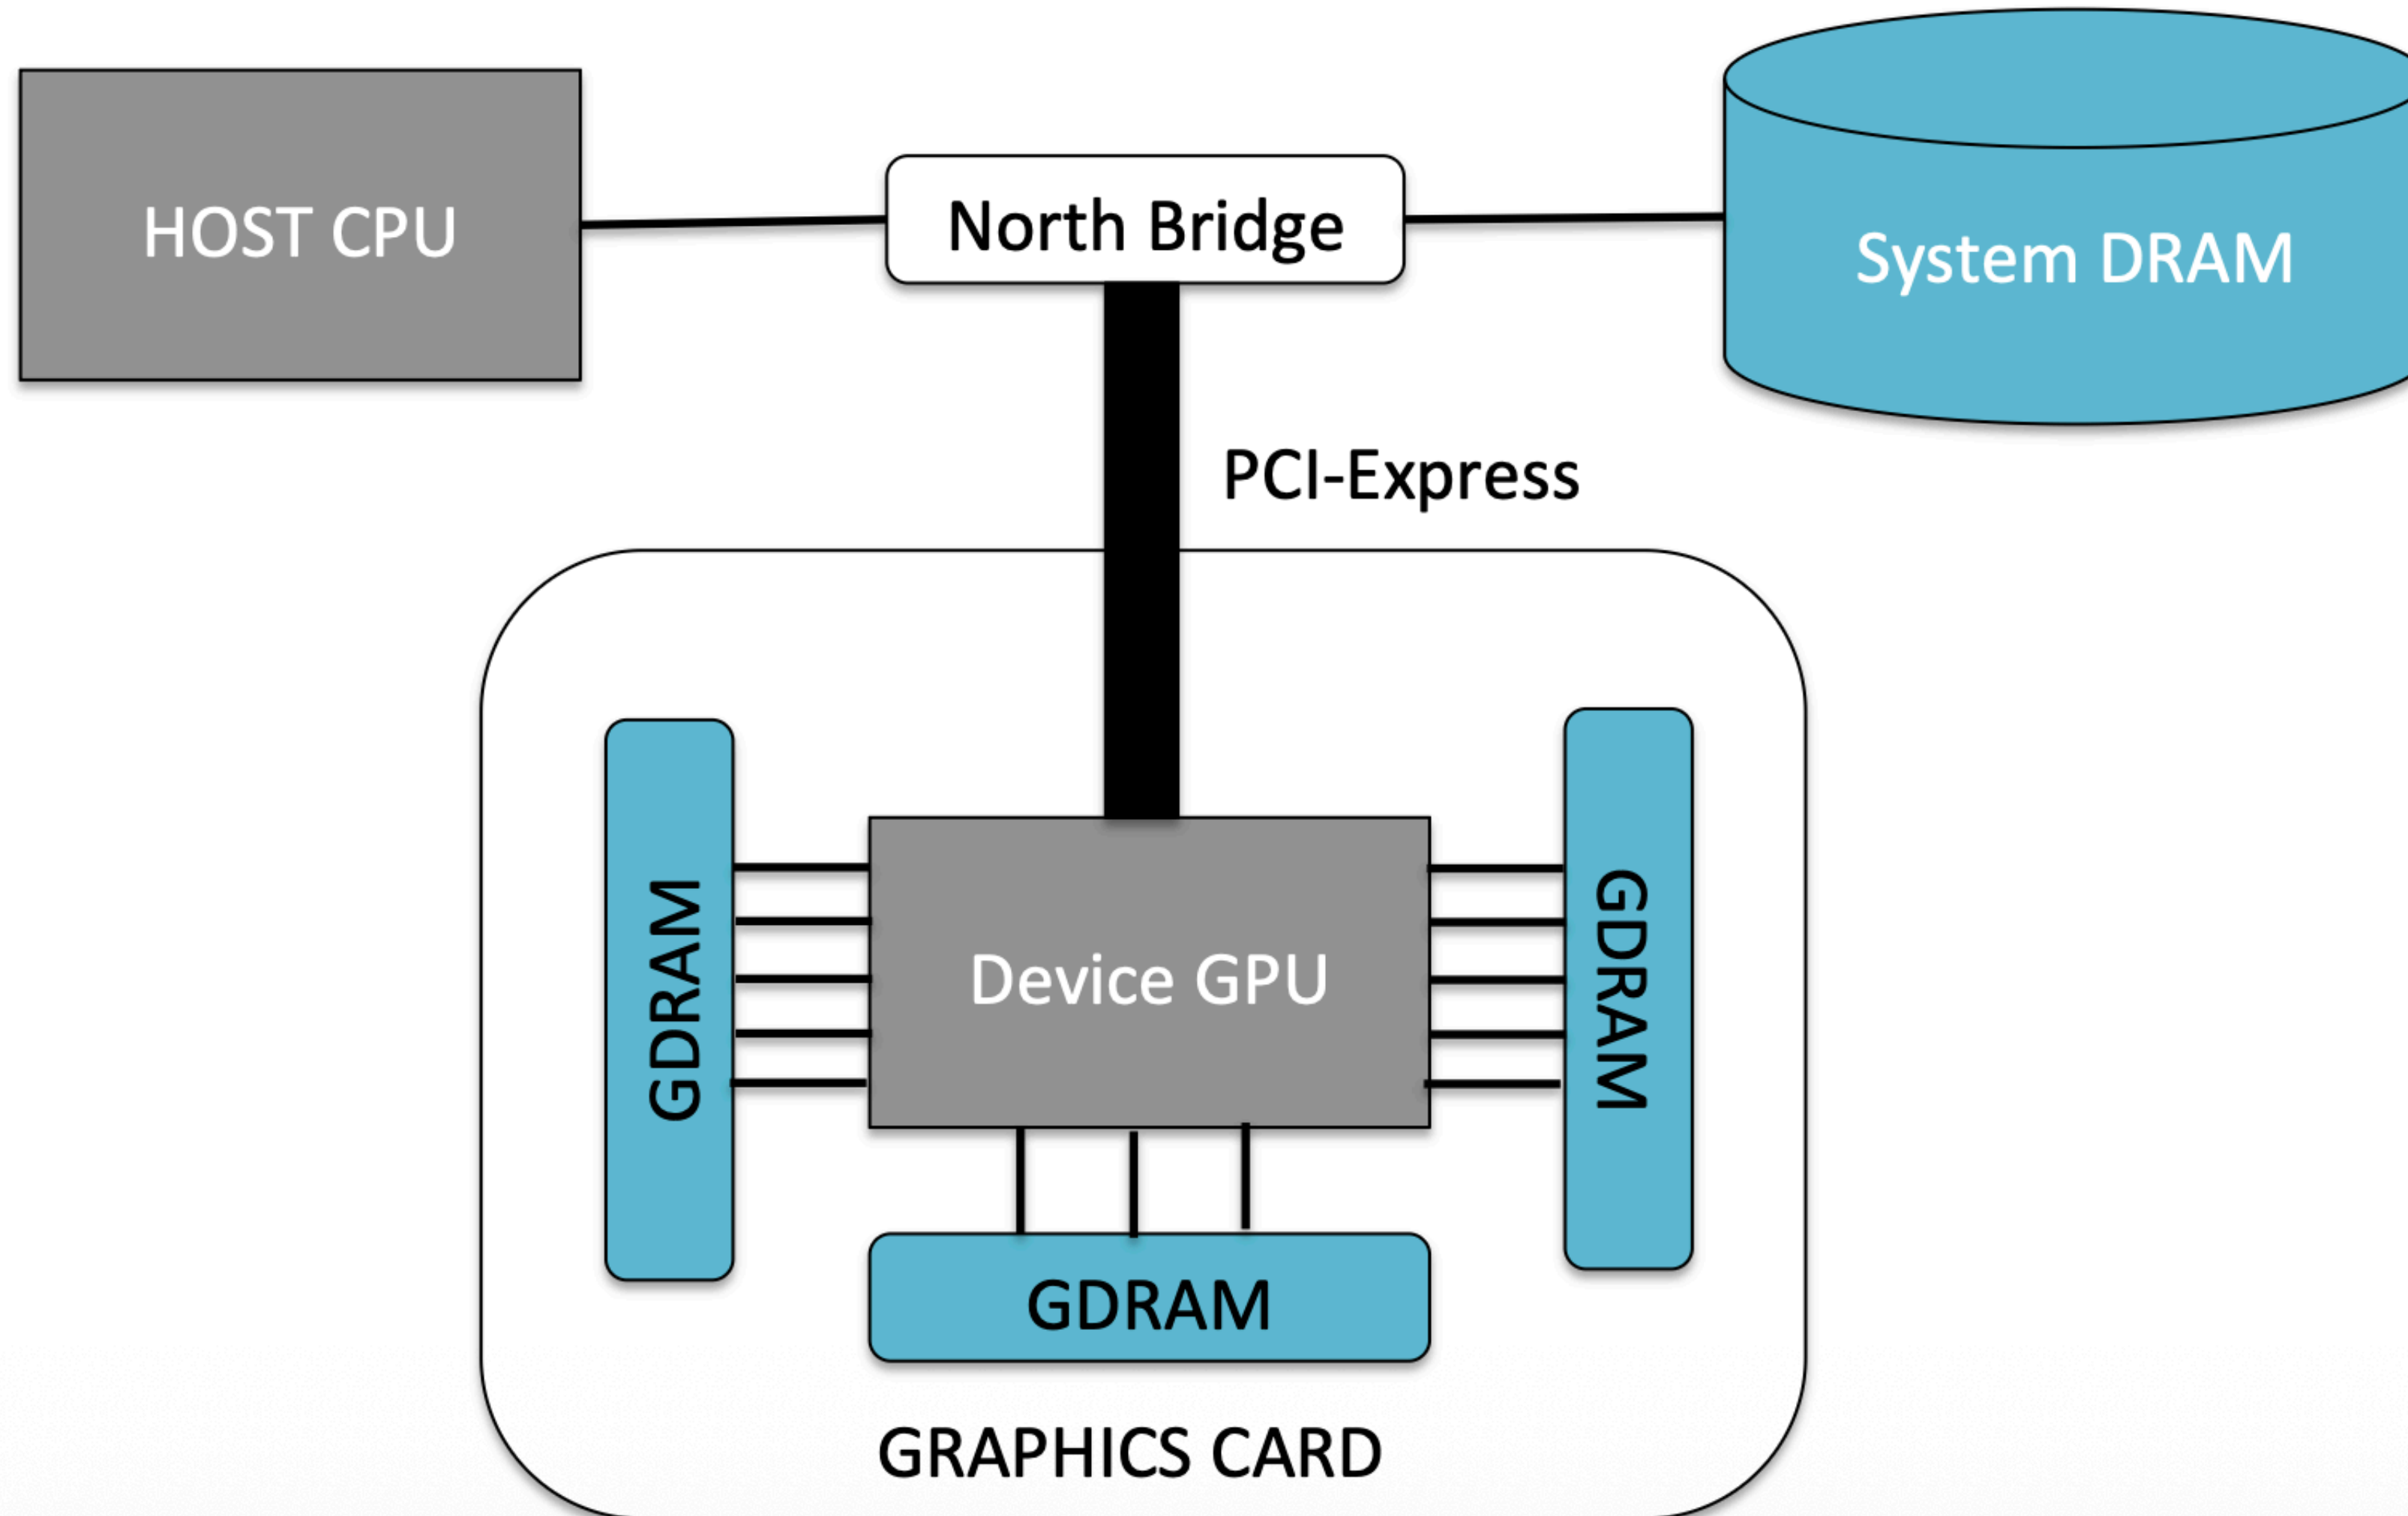 HOST CPU
North Bridge
System DRAM
PCI-Express
GDRAM
Device GPU
GDRAM
GDRAM
GRAPHICS CARD